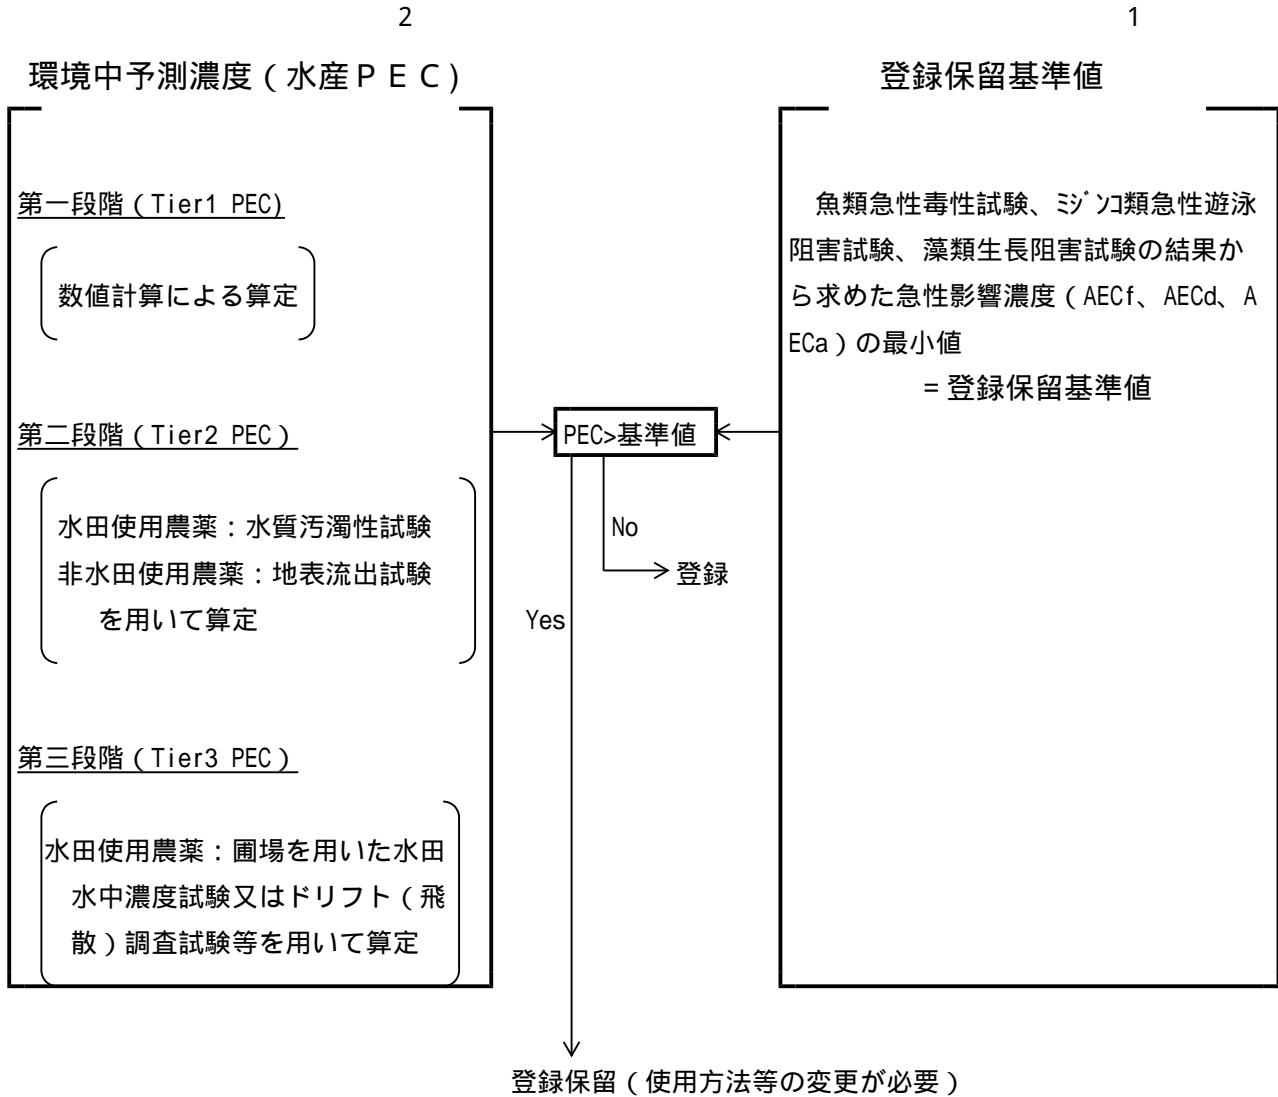 2
1
環境中予測濃度（水産ＰＥＣ）
登録保留基準値
第一段階（Tier1 PEC)
数値計算による算定
第二段階（Tier2 PEC）
水田使用農薬：水質汚濁性試験
非水田使用農薬：地表流出試験
を用いて算定
第三段階（Tier3 PEC）
水田使用農薬：圃場を用いた水田
水中濃度試験又はドリフト（飛
散）調査試験等を用いて算定
PEC>基準値
No
登録
Yes
魚類急性毒性試験、ﾐｼﾞﾝｺ類急性遊泳
阻害試験、藻類生長阻害試験の結果か
ら求めた急性影響濃度（AECf、AECd、A
ECa）の最小値
＝登録保留基準値
登録保留（使用方法等の変更が必要）